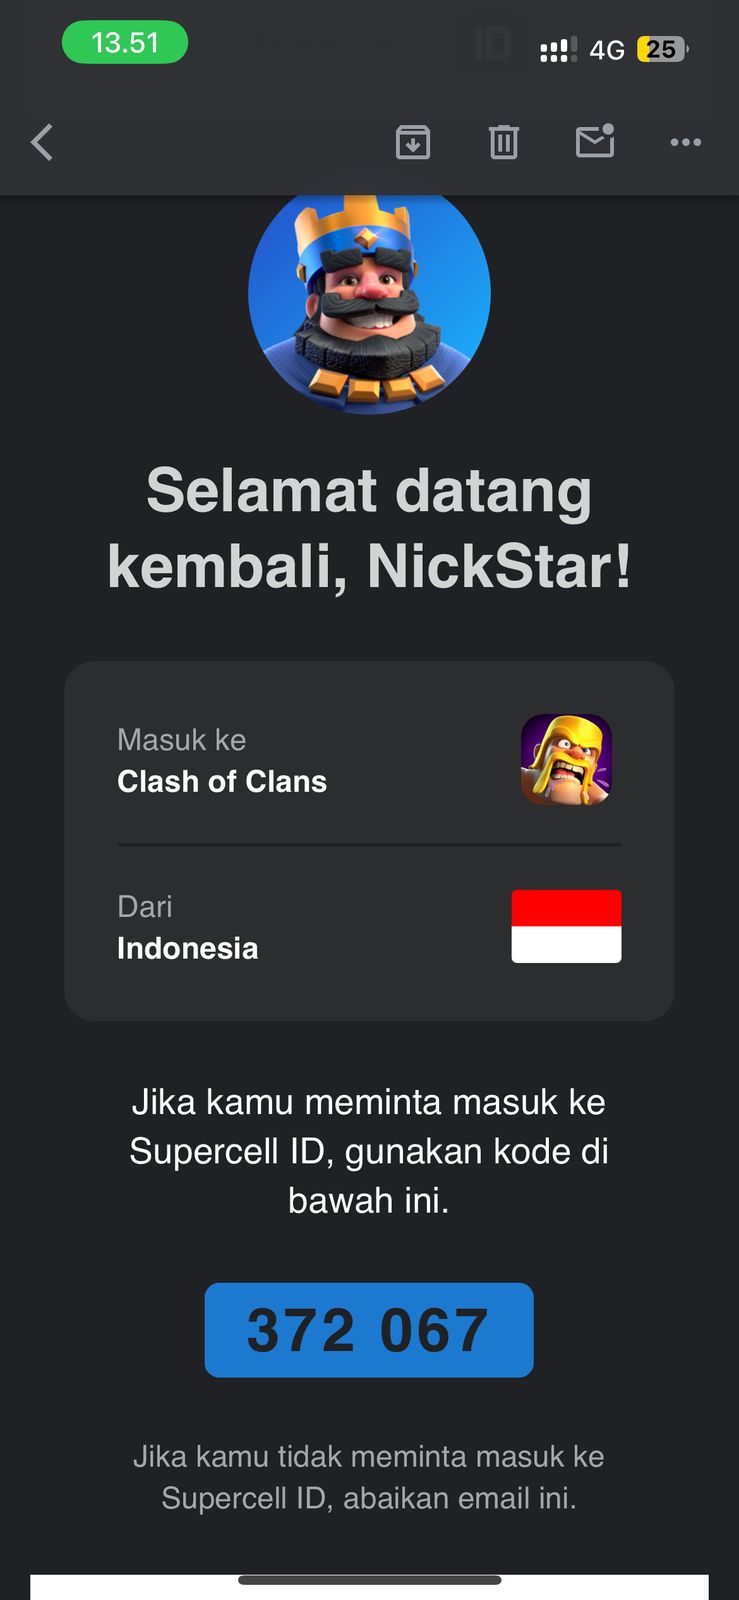 13.51
4G
25
Selamat datang
kembali, NickStar!
Masuk ke
Clash of Clans
Dari
Indonesia
Jika kamu meminta masuk ke
Supercell ID, gunakan kode di
bawah ini.
372 067
Jika kamu tidak meminta masuk ke
Supercell ID, abaikan email ini.